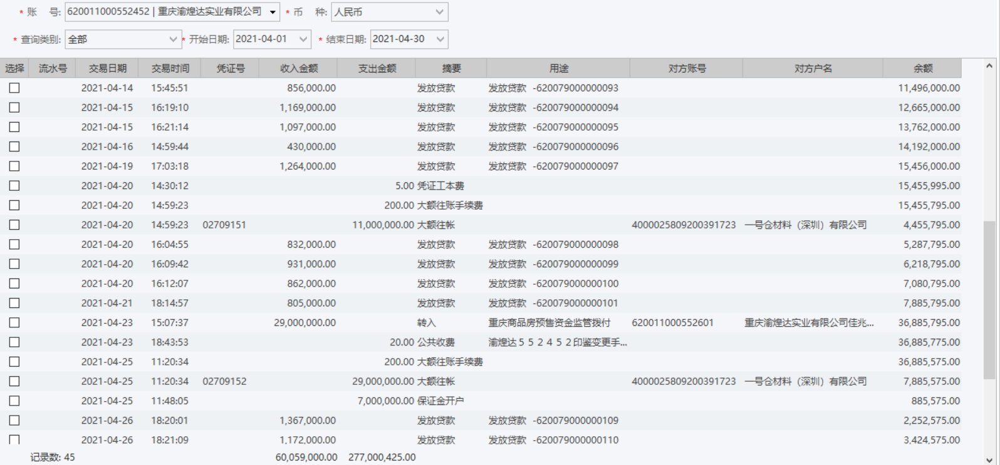 * 账 号: 620011000552452 | 重庆渝煌达实业有限公司 * 币 种: 人民币
* 查询类别: 全部 * 开始日期: 2021-04-01 * 结束日期: 2021-04-30
选择 流水号 交易日期 交易时间 凭证号 收入金额 支出金额 摘要 用途 对方账号 对方户名 余额
2021-04-14 15:45:51 856,000.00 发放贷款 发放贷款 -620079000000093 11,496,000.00
2021-04-15 16:19:10 1,169,000.00 发放贷款 发放贷款 -620079000000094 12,665,000.00
2021-04-15 16:21:14 1,097,000.00 发放贷款 发放贷款 -620079000000095 13,762,000.00
2021-04-16 14:59:44 430,000.00 发放贷款 发放贷款 -620079000000096 14,192,000.00
2021-04-19 17:03:18 1,264,000.00 发放贷款 发放贷款 -620079000000097 15,456,000.00
2021-04-20 14:30:12 5.00 凭证工本费 15,455,995.00
2021-04-20 14:59:23 200.00 大额往账手续费 15,455,795.00
2021-04-20 14:59:23 02709151 11,000,000.00 大额往帐 4000025809200391723 一号仓材料（深圳）有限公司 4,455,795.00
2021-04-20 16:04:55 832,000.00 发放贷款 发放贷款 -620079000000098 5,287,795.00
2021-04-20 16:09:42 931,000.00 发放贷款 发放贷款 -620079000000099 6,218,795.00
2021-04-20 16:12:07 862,000.00 发放贷款 发放贷款 -620079000000100 7,080,795.00
2021-04-21 18:14:57 805,000.00 发放贷款 发放贷款 -620079000000101 7,885,795.00
2021-04-23 15:07:37 29,000,000.00 转入 重庆商品房预售资金监管拨付 620011000552601 重庆渝煌达实业有限公司佳兆... 36,885,795.00
2021-04-23 18:43:53 20.00 公共收费 渝煌达５５２４５２印鉴变更手... 36,885,775.00
2021-04-25 11:20:34 200.00 大额往账手续费 36,885,575.00
2021-04-25 11:20:34 02709152 29,000,000.00 大额往帐 4000025809200391723 一号仓材料（深圳）有限公司 7,885,575.00
2021-04-25 11:48:05 7,000,000.00 保证金开户 885,575.00
2021-04-26 18:20:01 1,367,000.00 发放贷款 发放贷款 -620079000000109 2,252,575.00
2021-04-26 18:21:09 1,172,000.00 发放贷款 发放贷款 -620079000000110 3,424,575.00
记录数: 45 60,059,000.00 277,000,425.00